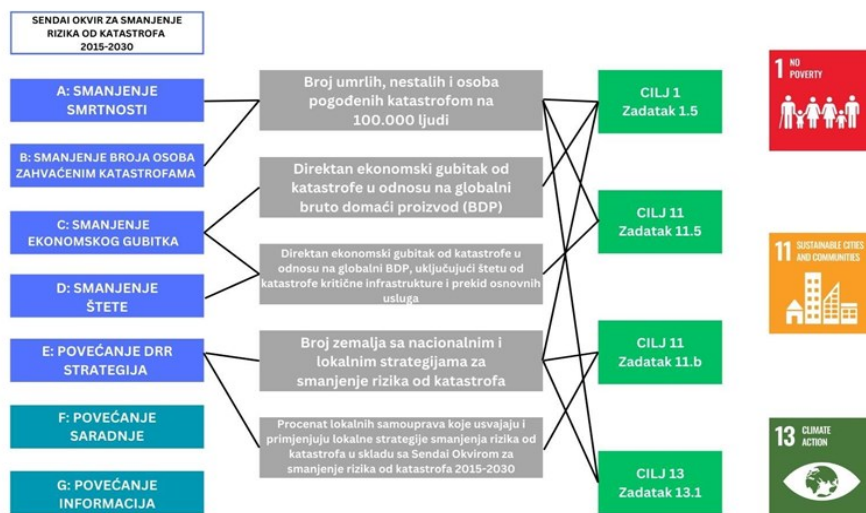 SENDAI OKVIR ZA SMANJENJE
RIZIKA OD KATASTROFA
2015-2030
A: SMANJENJE
SMRTNOSTI
B: SMANJENJE BROJA OSOBA
ZAHVAĆENIM KATASTROFAMA
C: SMANJENJE
EKONOMSKOG GUBITKA
D: SMANJENJE
ŠTETE
E: POVEĆANJE DRR
STRATEGIJA
F: POVEĆANJE
SARADNJE
G: POVEĆANJE
INFORMACIJA
Broj umrlih, nestalih i osoba
pogođenih katastrofom na
100.000 ljudi
Direktan ekonomski gubitak od
katastrofe u odnosu na globalni
bruto domaći proizvod (BDP)
Direktan ekonomski gubitak od katastrofe u
odnosu na globalni BDP, uključujući štetu od
katastrofe kritične infrastrukture i prekid osnovnih
usluga
Broj zemalja sa nacionalnim i
lokalnim strategijama za
smanjenje rizika od katastrofa
Procenat lokalnih samouprava koje usvajaju i
primjenjuju lokalne strategije smanjenja rizika od
katastrofa u skladu sa Sendai Okvirom za
smanjenje rizika od katastrofa 2015-2030
CILJ 1
Zadatak 1.5
CILJ 11
Zadatak 11.5
CILJ 11
Zadatak 11.b
CILJ 13
Zadatak 13.1
1 NO
POVERTY
11 SUSTAINABLE CITIES
AND COMMUNITIES
13 CLIMATE
ACTION